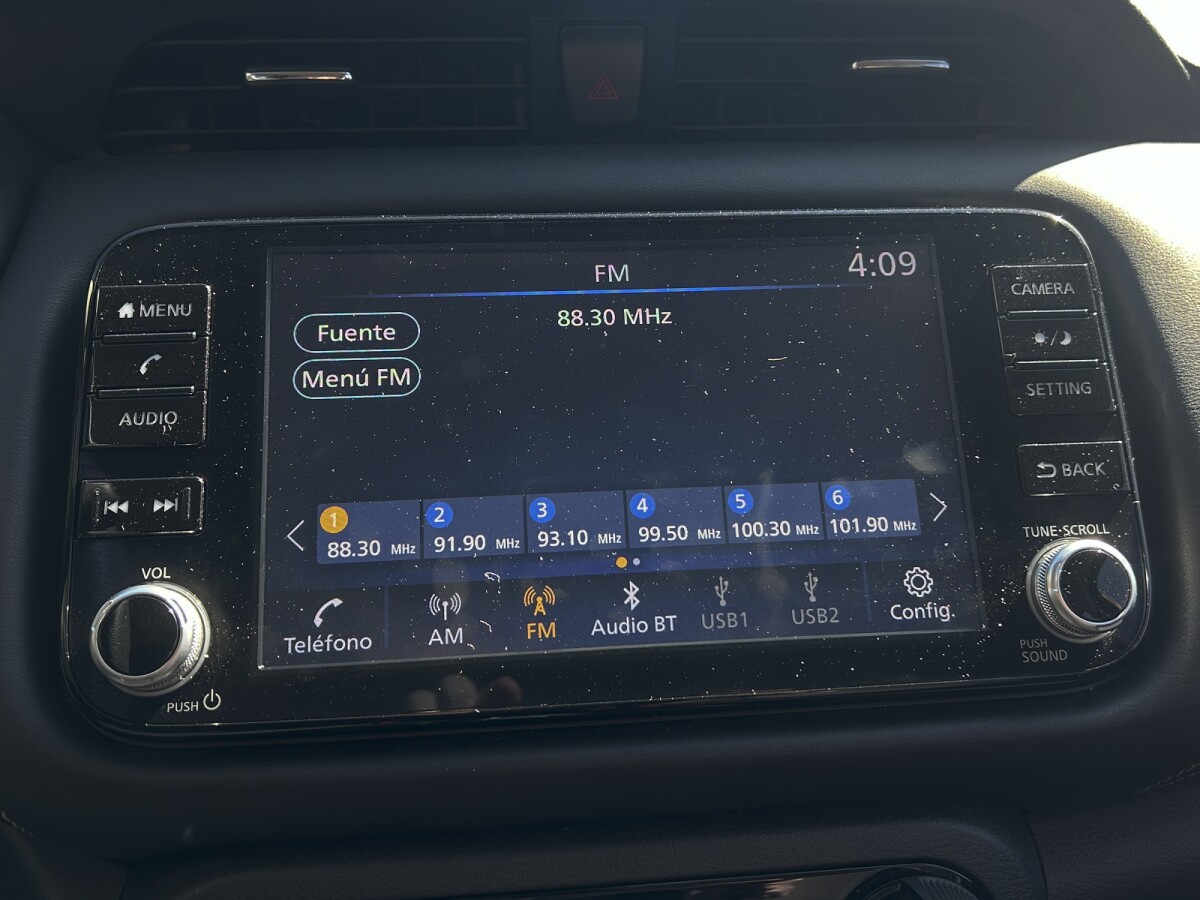 MENU
AUDIO
VOL
PUSH
FM
4:09
88.30 MHz
Fuente
Menú FM
1 88.30 MHz
2 91.90 MHz
3 93.10 MHz
4 99.50 MHz
5 100.30 MHz
6 101.90 MHz
Teléfono
AM
FM
Audio BT
USB1
USB2
Config.
CAMERA
SETTING
BACK
TUNE·SCROLL
PUSH
SOUND